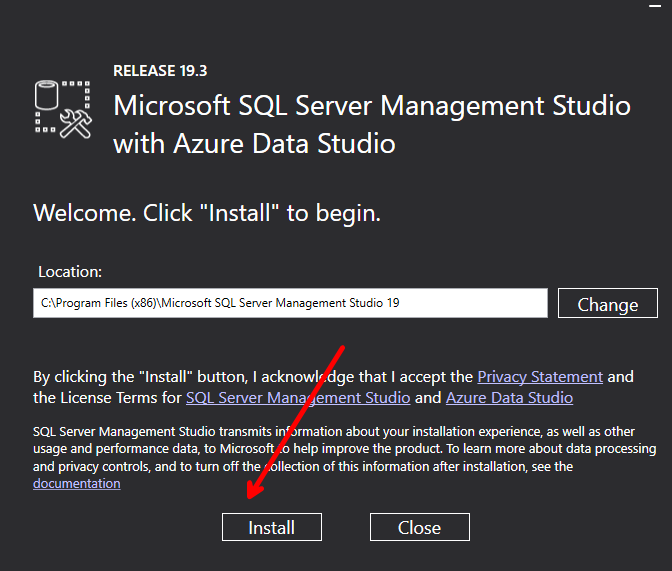 RELEASE 19.3
Microsoft SQL Server Management Studio
with Azure Data Studio
Welcome. Click "Install" to begin.
Location:
C:\Program Files (x86)\Microsoft SQL Server Management Studio 19
Change
By clicking the "Install" button, I acknowledge that I accept the Privacy Statement and
the License Terms for SQL Server Management Studio and Azure Data Studio
SQL Server Management Studio transmits information about your installation experience, as well as other
usage and performance data, to Microsoft to help improve the product. To learn more about data processing
and privacy controls, and to turn off the collection of this information after installation, see the
documentation
Install
Close